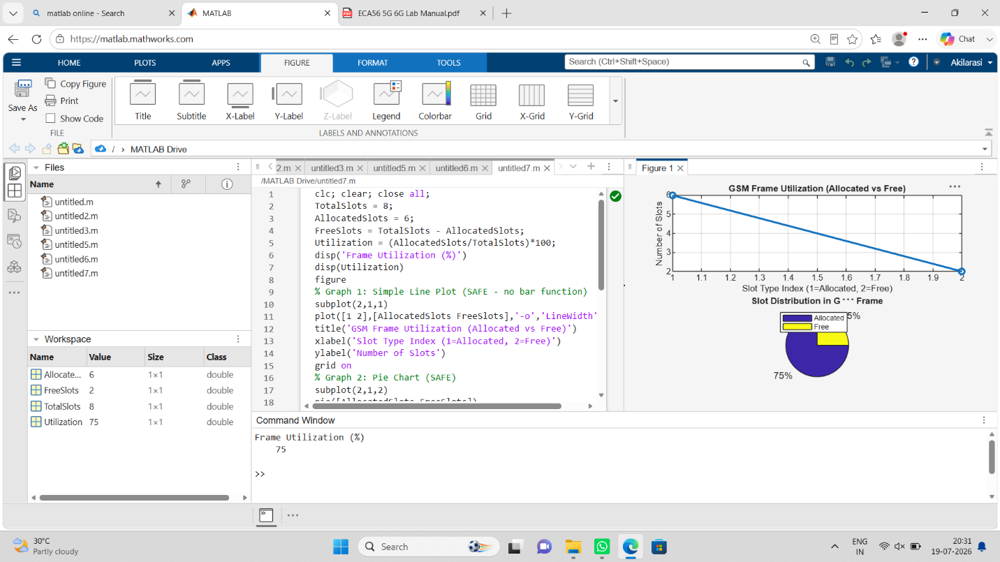 matlab online - Search
MATLAB
ECA56 5G 6G Lab Manual.pdf
https://matlab.mathworks.com
Chat
HOME
PLOTS
APPS
FIGURE
FORMAT
TOOLS
Search (Ctrl+Shift+Space)
Akilarasi
Save As
Copy Figure
Print
Show Code
FILE
Title
Subtitle
X-Label
Y-Label
Z-Label
Legend
Colorbar
Grid
X-Grid
Y-Grid
LABELS AND ANNOTATIONS
/ › MATLAB Drive
Files
Name
untitled.m
untitled2.m
untitled3.m
untitled5.m
untitled6.m
untitled7.m
Workspace
Name Value Size Class
Allocate... 6 1×1 double
FreeSlots 2 1×1 double
TotalSlots 8 1×1 double
Utilization 75 1×1 double
2.m
untitled3.m
untitled5.m
untitled6.m
untitled7.m
/MATLAB Drive/untitled7.m
1 clc; clear; close all;
2 TotalSlots = 8;
3 AllocatedSlots = 6;
4 FreeSlots = TotalSlots - AllocatedSlots;
5 Utilization = (AllocatedSlots/TotalSlots)*100;
6 disp('Frame Utilization (%)')
7 disp(Utilization)
8 figure
9 % Graph 1: Simple Line Plot (SAFE - no bar function)
10 subplot(2,1,1)
11 plot([1 2],[AllocatedSlots FreeSlots],'-o','LineWidth'
12 title('GSM Frame Utilization (Allocated vs Free)')
13 xlabel('Slot Type Index (1=Allocated, 2=Free)')
14 ylabel('Number of Slots')
15 grid on
16 % Graph 2: Pie Chart (SAFE)
17 subplot(2,1,2)
18 pie([AllocatedSlots FreeSlots])
Figure 1
GSM Frame Utilization (Allocated vs Free)
Number of Slots
6
5
4
3
2
1 1.1 1.2 1.3 1.4 1.5 1.6 1.7 1.8 1.9 2
Slot Type Index (1=Allocated, 2=Free)
Slot Distribution in G Frame
Allocated
Free
5%
75%
Command Window
Frame Utilization (%)
75
>>
30°C
Partly cloudy
Search
ENG
IN
20:31
19-07-2026